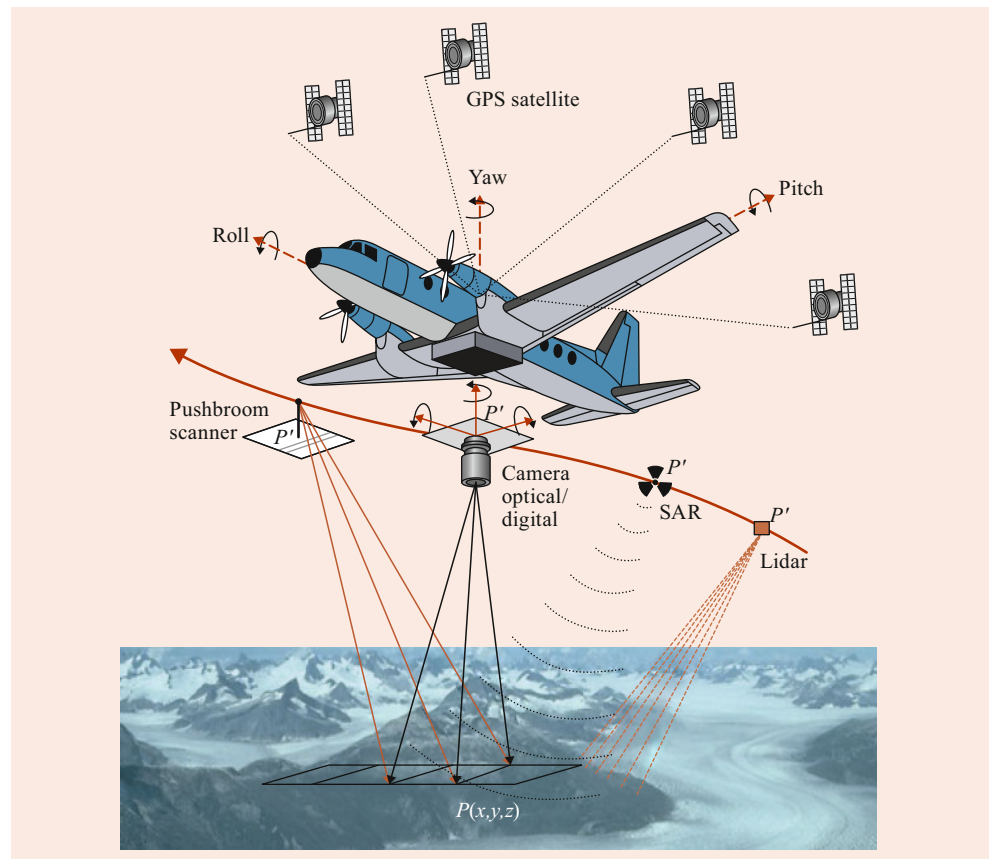 GPS satellite
Yaw
Pitch
Roll
Pushbroom
scanner
P′
P′
Camera
optical/
digital
P′
SAR
P′
Lidar
P(x,y,z)